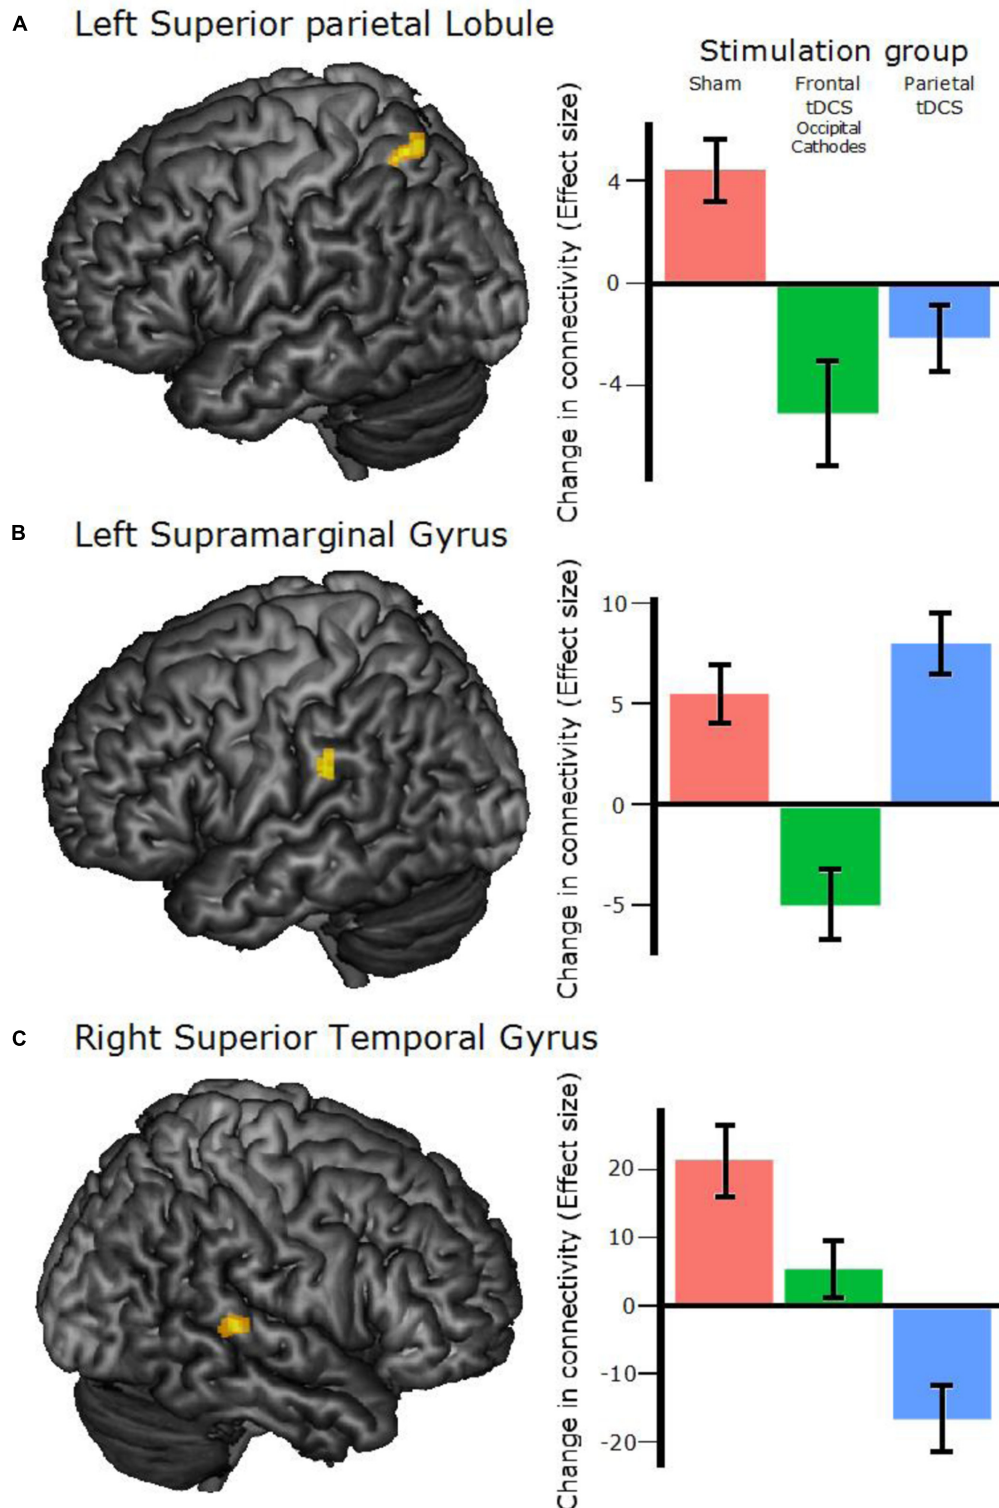 A
Left Superior parietal Lobule
Stimulation group
Sham
Frontal
tDCS
Occipital
Cathodes
Parietal
tDCS
Change in connectivity (Effect size)
4
0
-4
B
Left Supramarginal Gyrus
Change in connectivity (Effect size)
10
5
0
-5
C
Right Superior Temporal Gyrus
Change in connectivity (Effect size)
20
10
0
-10
-20